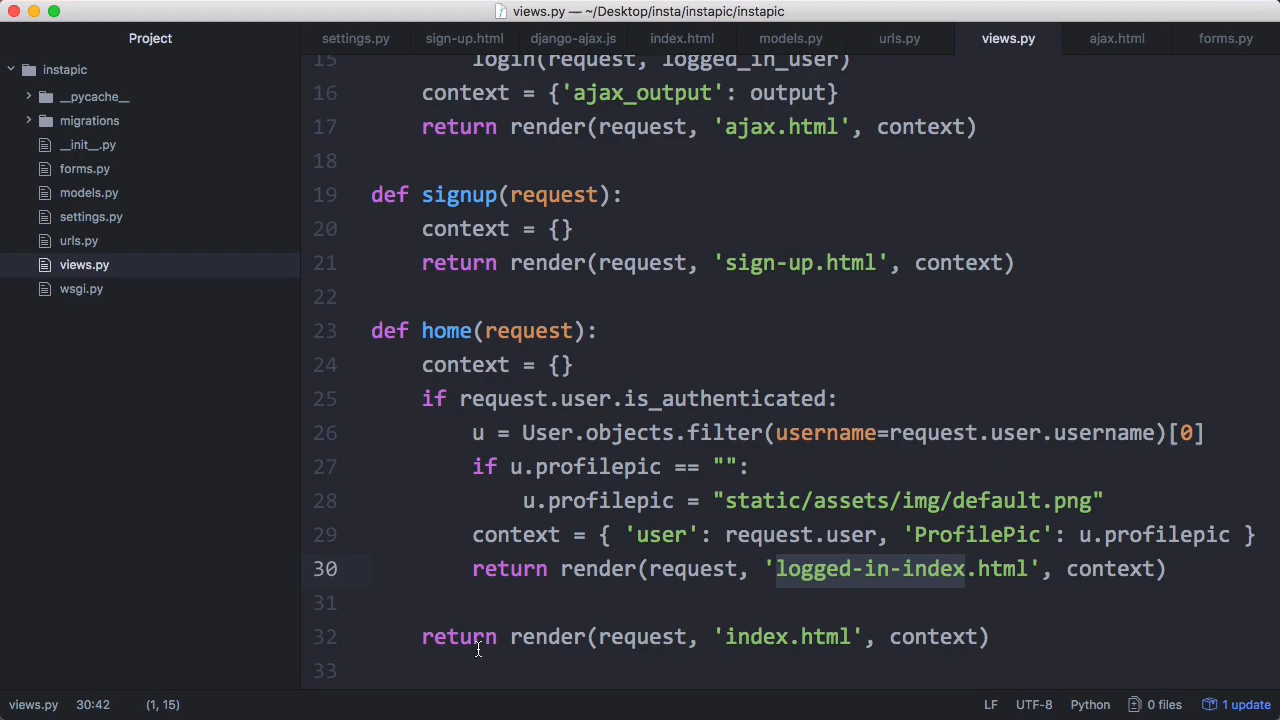 views.py — ~/Desktop/insta/instapic/instapic
Project
settings.py
sign-up.html
django-ajax.js
index.html
models.py
urls.py
views.py
ajax.html
forms.py
instapic
__pycache__
migrations
__init__.py
forms.py
models.py
settings.py
urls.py
views.py
wsgi.py
15 login(request, logged_in_user)
16 context = {'ajax_output': output}
17 return render(request, 'ajax.html', context)
18
19 def signup(request):
20 context = {}
21 return render(request, 'sign-up.html', context)
22
23 def home(request):
24 context = {}
25 if request.user.is_authenticated:
26 u = User.objects.filter(username=request.user.username)[0]
27 if u.profilepic == "":
28 u.profilepic = "static/assets/img/default.png"
29 context = { 'user': request.user, 'ProfilePic': u.profilepic }
30 return render(request, 'logged-in-index.html', context)
31
32 return render(request, 'index.html', context)
33
views.py 30:42 (1, 15) LF UTF-8 Python 0 files 1 update